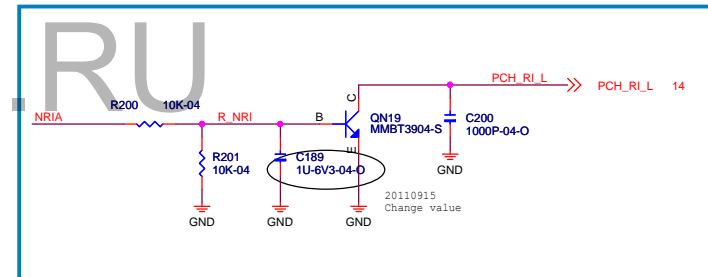 .RU
PCH_RI_L
PCH_RI_L 14
R200 10K-04
NRIA
R_NRI
B
C
E
QN19
MMBT3904-S
C200
1000P-04-O
R201
10K-04
C189
1U-6V3-04-O
GND
20110915
Change value
GND
GND
GND